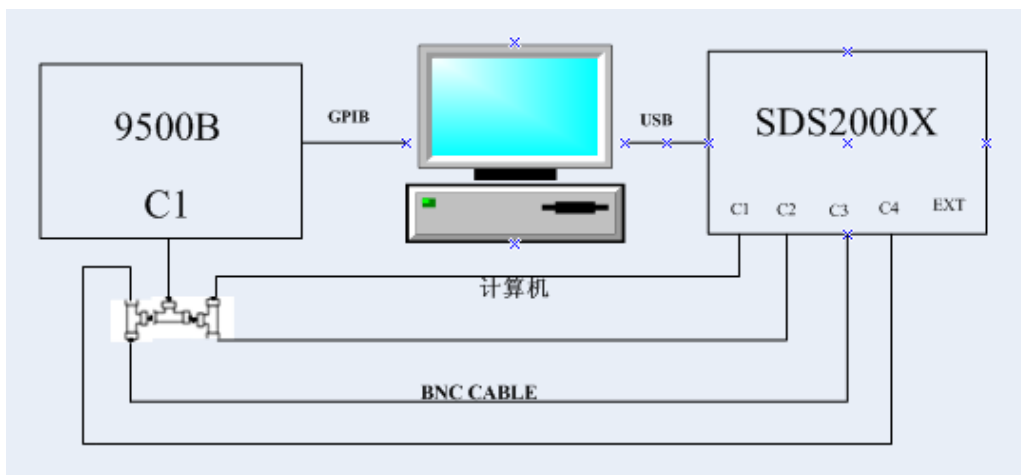 9500B
C1
GPIB
USB
SDS2000X
C1 C2 C3 C4 EXT
计算机
BNC CABLE